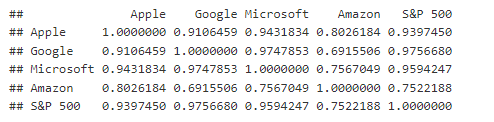 ## Apple Google Microsoft Amazon S&P 500
## Apple 1.0000000 0.9106459 0.9431834 0.8026184 0.9397450
## Google 0.9106459 1.0000000 0.9747853 0.6915506 0.9756680
## Microsoft 0.9431834 0.9747853 1.0000000 0.7567049 0.9594247
## Amazon 0.8026184 0.6915506 0.7567049 1.0000000 0.7522188
## S&P 500 0.9397450 0.9756680 0.9594247 0.7522188 1.0000000